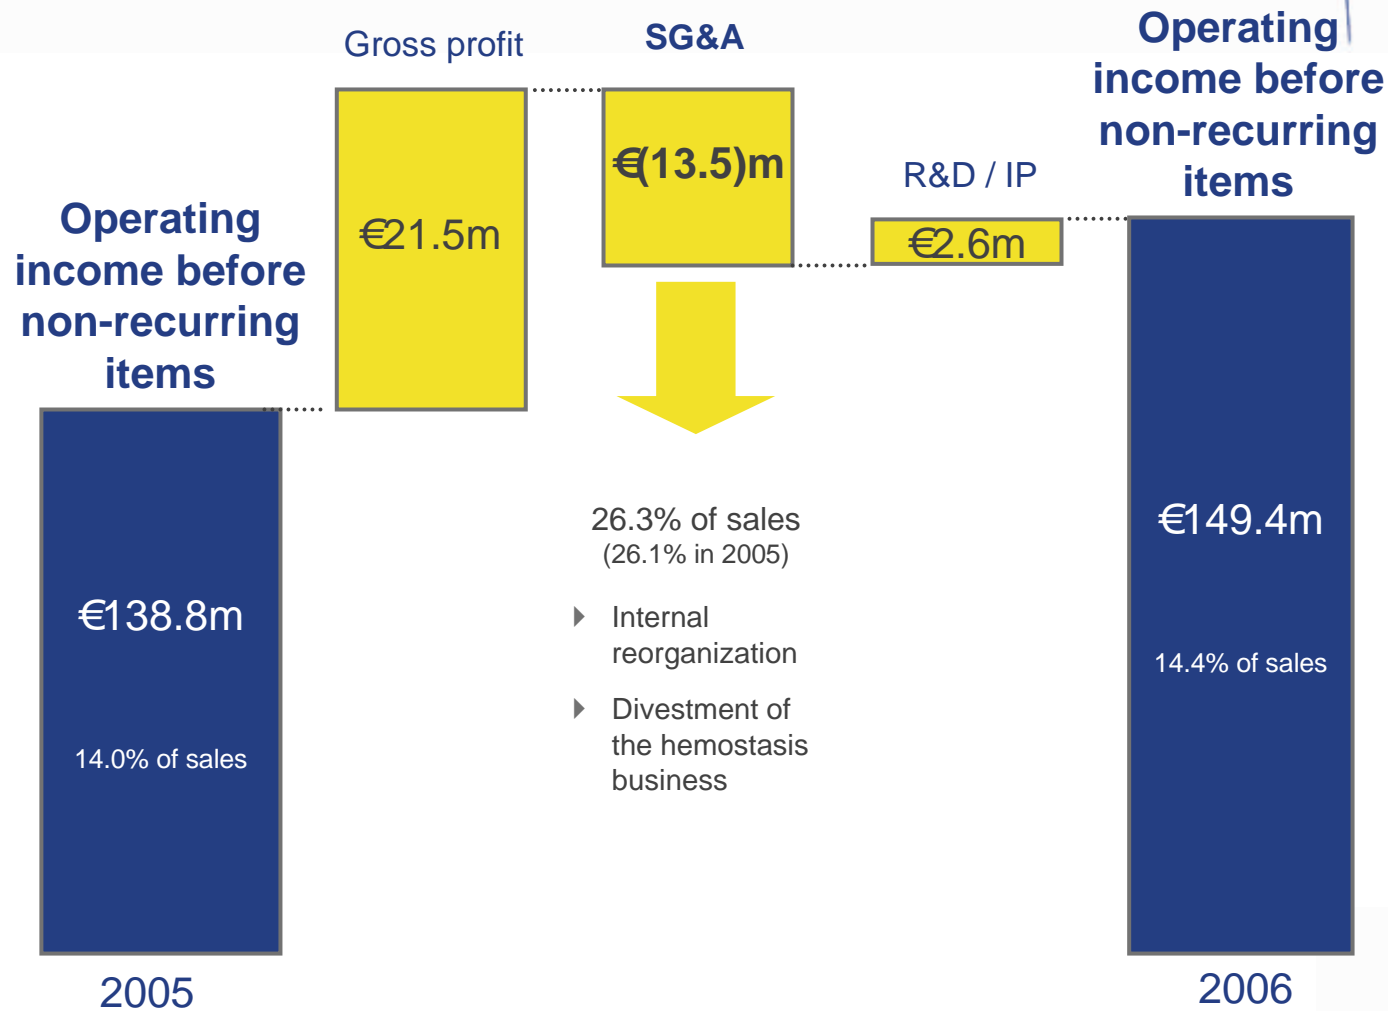 Gross profit
SG&A
Operating
income before
non-recurring
items
€(13.5)m
R&D / IP
Operating
income before
non-recurring
items
€21.5m
€2.6m
26.3% of sales
(26.1% in 2005)
€149.4m
€138.8m
Internal
reorganization
14.4% of sales
Divestment of
the hemostasis
business
14.0% of sales
2005
2006